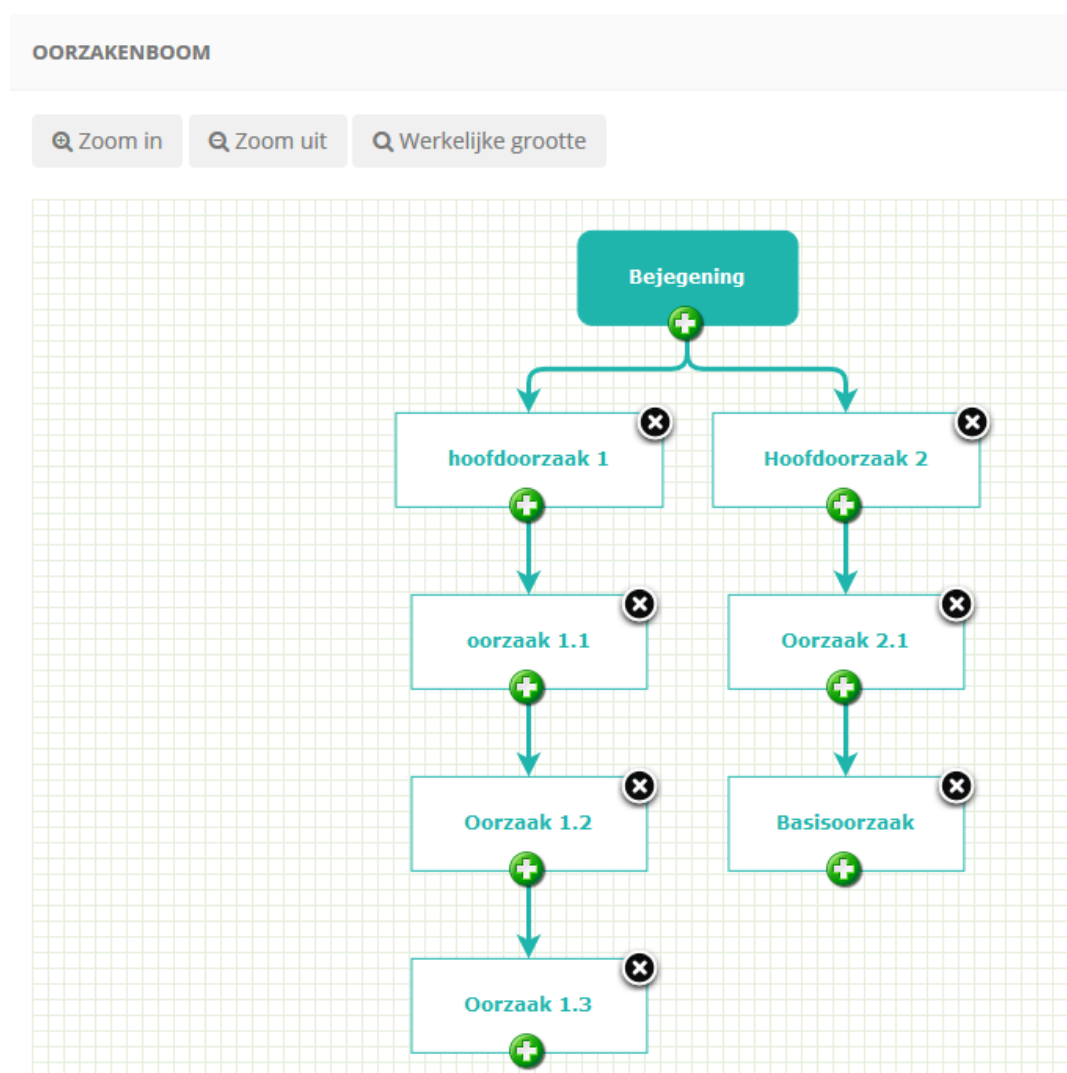 OORZAKENBOOM
Zoom in Zoom uit Werkelijke grootte
Bejegening
hoofdoorzaak 1 Hoofdoorzaak 2
oorzaak 1.1 Oorzaak 2.1
Oorzaak 1.2 Basisoorzaak
Oorzaak 1.3